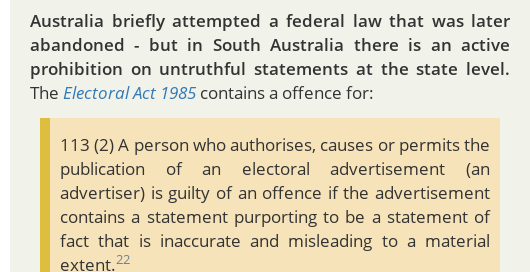 Australia briefly attempted a federal law that was later
abandoned - but in South Australia there is an active
prohibition on untruthful statements at the state level.
The Electoral Act 1985 contains a offence for:
113 (2) A person who authorises, causes or permits the
publication of an electoral advertisement (an
advertiser) is guilty of an offence if the advertisement
contains a statement purporting to be a statement of
fact that is inaccurate and misleading to a material
extent.22